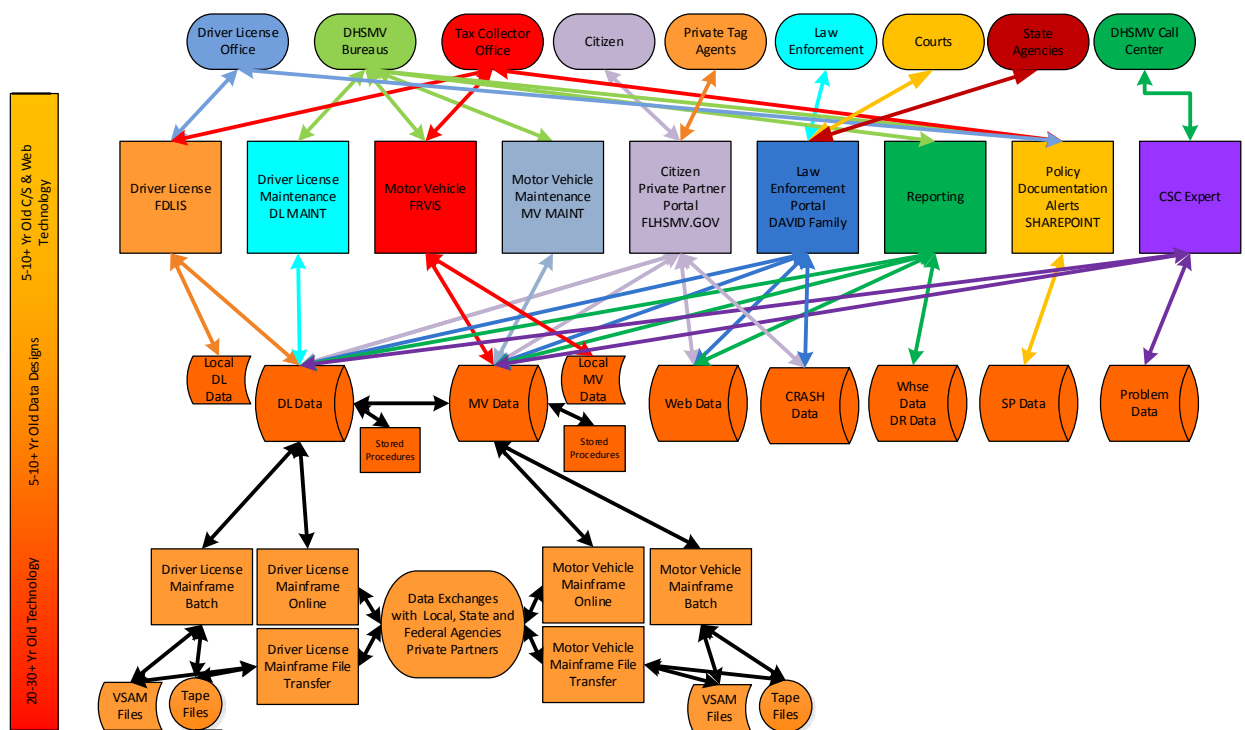 Driver License
Office
DHSMV
Bureaus
Tax Collector
Office
Citizen
Private Tag
Agents
Law
Enforcement
Courts
State
Agencies
DHSMV Call
Center
5-10+ Yr Old C/S & Web
Technology
5-10+ Yr Old Data Designs
20-30+ Yr Old Technology
Driver License
FDLIS
Driver License
Maintenance
DL MAINT
Motor Vehicle
FRVIS
Motor Vehicle
Maintenance
MV MAINT
Citizen
Private Partner
Portal
FLHSMV.GOV
Law
Enforcement
Portal
DAVID Family
Reporting
Policy
Documentation
Alerts
SHAREPOINT
CSC Expert
Local
DL
Data
DL Data
Stored
Procedures
MV Data
Local
MV
Data
Stored
Procedures
Web Data
CRASH
Data
Whse
Data
DR Data
SP Data
Problem
Data
Driver License
Mainframe
Batch
Driver License
Mainframe
Online
Data Exchanges
with Local, State and
Federal Agencies
Private Partners
Motor Vehicle
Mainframe
Online
Motor Vehicle
Mainframe
Batch
Driver License
Mainframe File
Transfer
Motor Vehicle
Mainframe File
Transfer
VSAM
Files
Tape
Files
VSAM
Files
Tape
Files